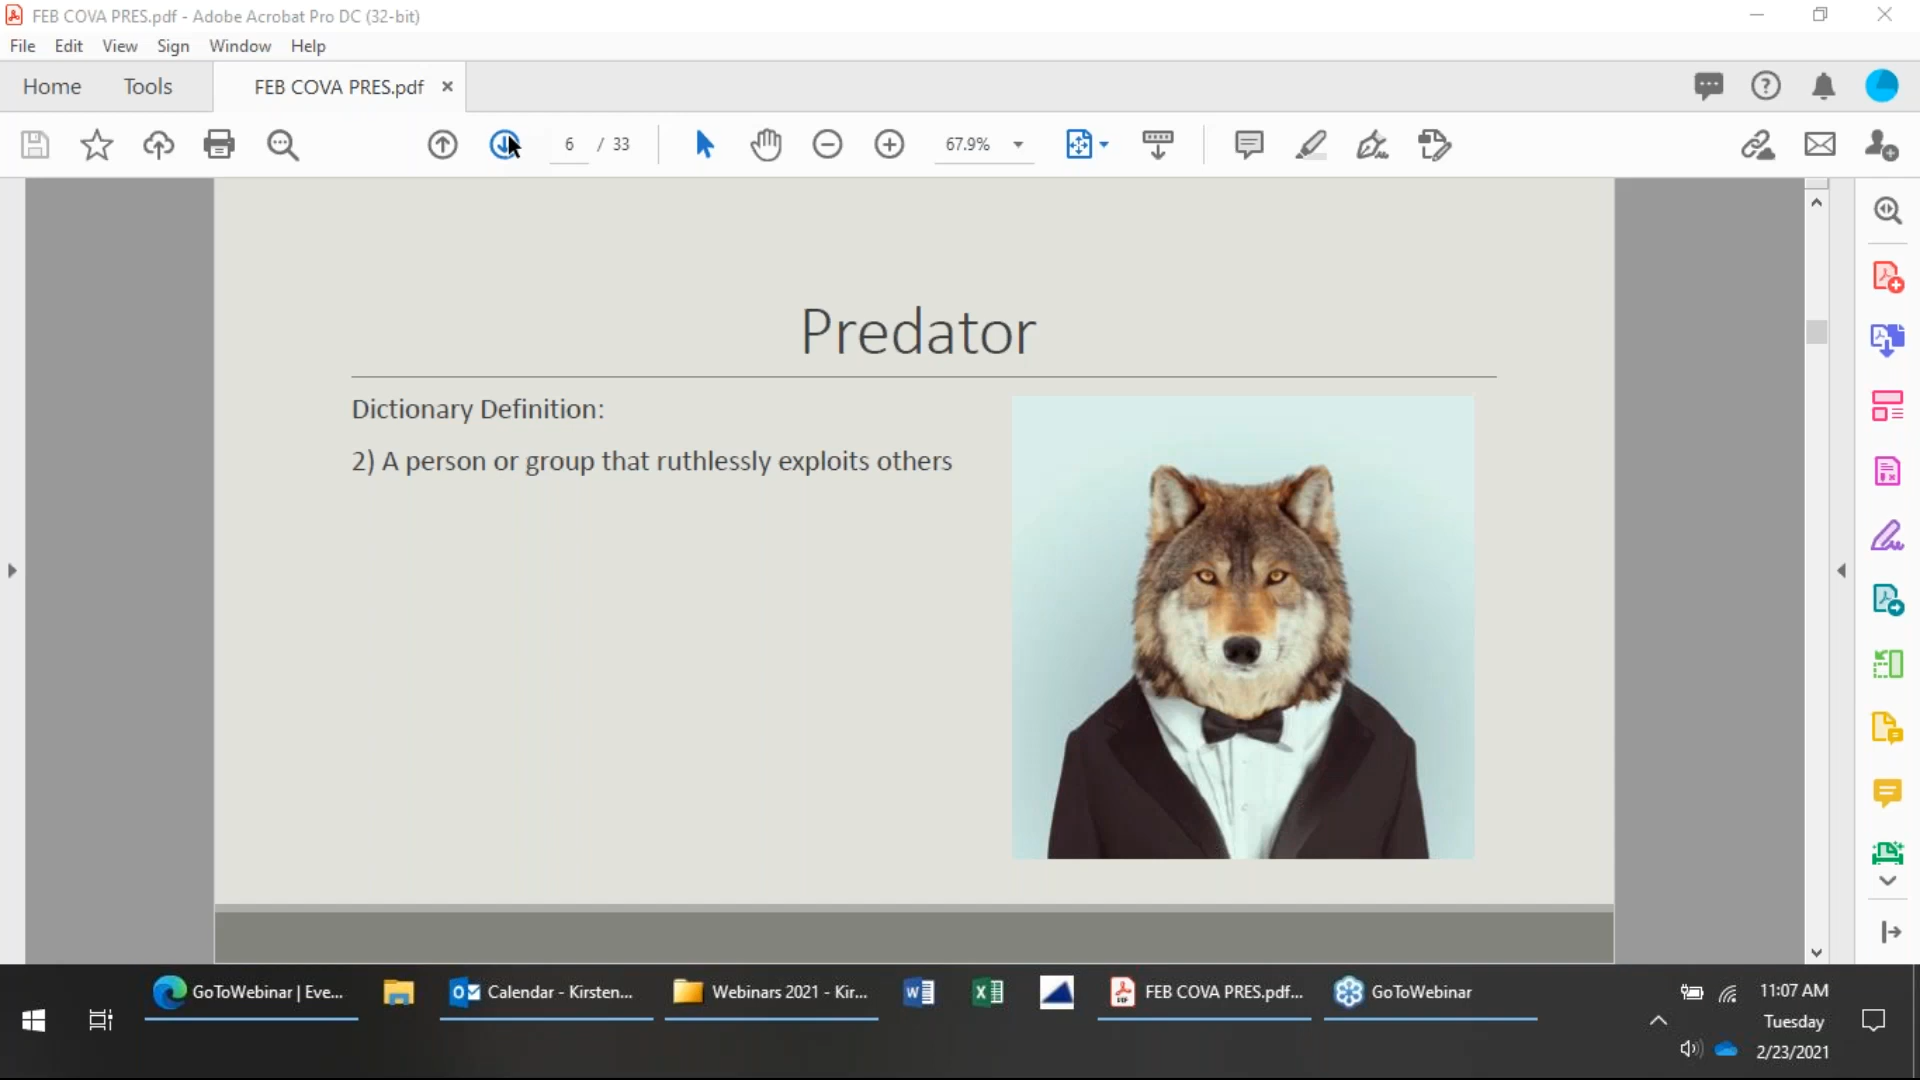 FEB COVA PRES.pdf - Adobe Acrobat Pro DC (32-bit)
File Edit View Sign Window Help
Home Tools FEB COVA PRES.pdf ×
6 / 33 67.9%
Predator
Dictionary Definition:
2) A person or group that ruthlessly exploits others
GoToWebinar | Eve... Calendar - Kirsten... Webinars 2021 - Kir... FEB COVA PRES.pdf... GoToWebinar
11:07 AM
Tuesday
2/23/2021